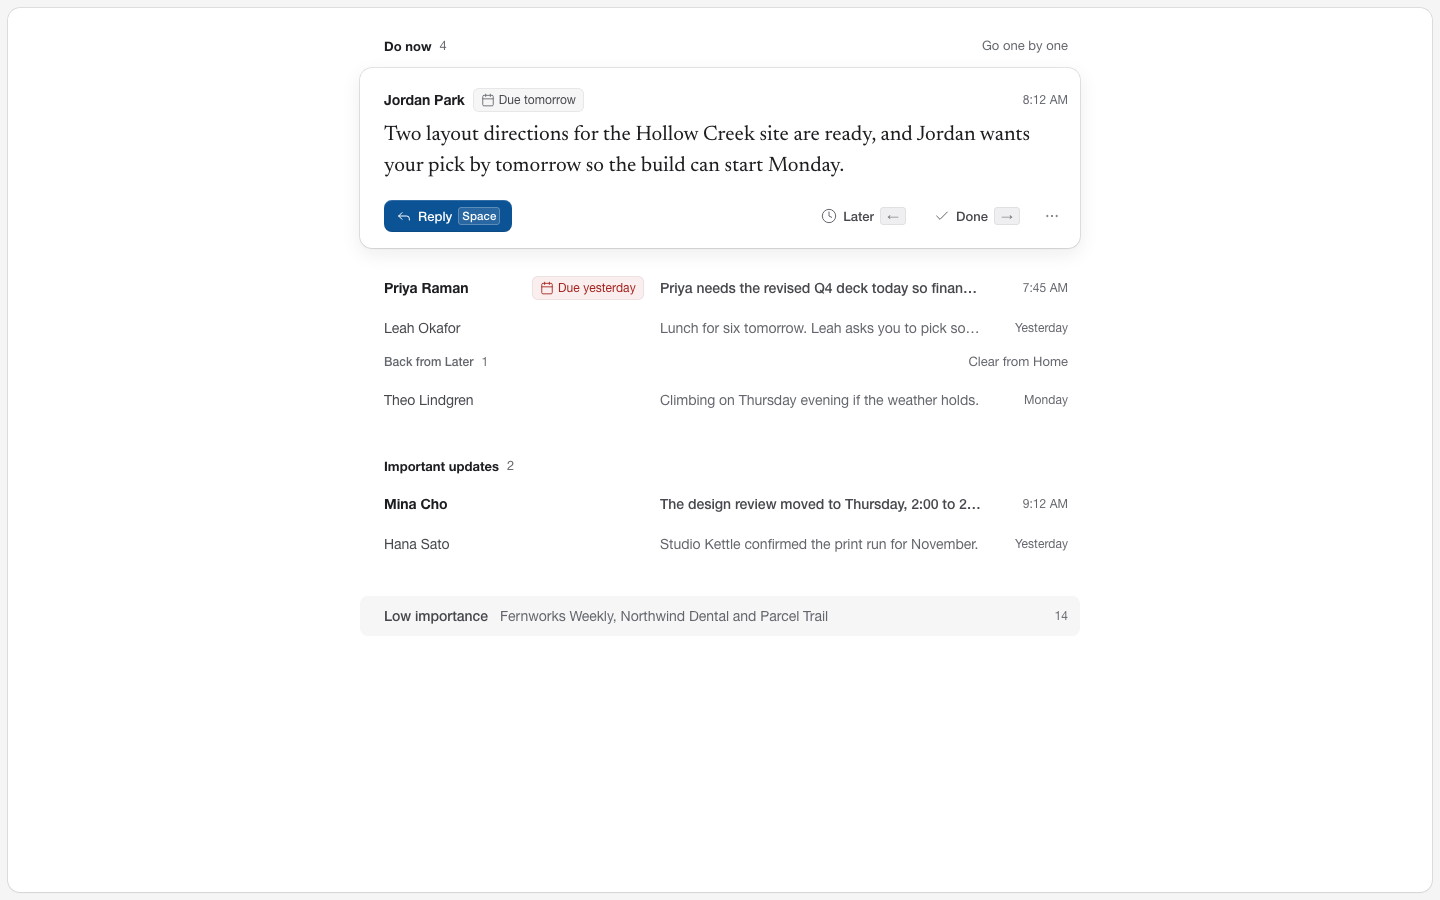 Do now 4 Go one by one
Jordan Park Due tomorrow 8:12 AM
Two layout directions for the Hollow Creek site are ready, and Jordan wants
your pick by tomorrow so the build can start Monday.
Reply Space Later ← Done → ···
Priya Raman Due yesterday Priya needs the revised Q4 deck today so finan… 7:45 AM
Leah Okafor Lunch for six tomorrow. Leah asks you to pick so… Yesterday
Back from Later 1 Clear from Home
Theo Lindgren Climbing on Thursday evening if the weather holds. Monday
Important updates 2
Mina Cho The design review moved to Thursday, 2:00 to 2… 9:12 AM
Hana Sato Studio Kettle confirmed the print run for November. Yesterday
Low importance Fernworks Weekly, Northwind Dental and Parcel Trail 14